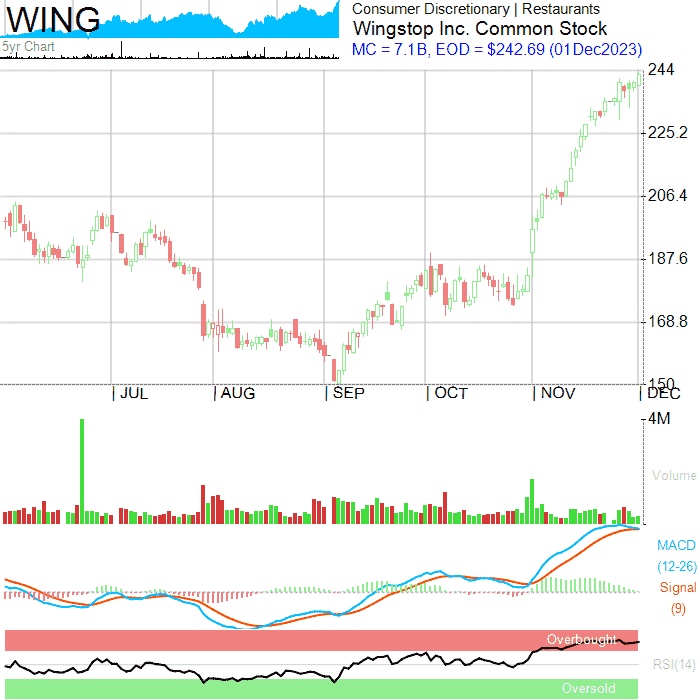 WING
5yr Chart
Consumer Discretionary | Restaurants
Wingstop Inc. Common Stock
MC = 7.1B, EOD = $242.69 (01Dec2023)
244
225.2
206.4
187.6
168.8
150
JUL
AUG
SEP
OCT
NOV
DEC
4M
Volume
MACD
(12-26)
Signal
(9)
Overbought
RSI(14)
Oversold